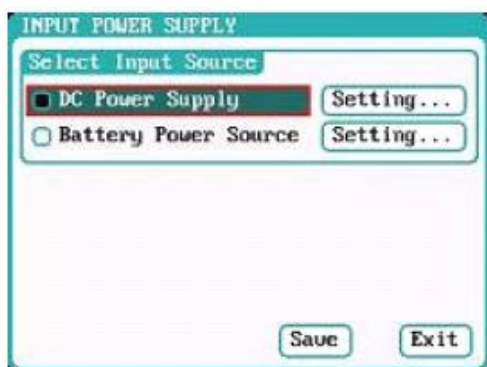 INPUT POWER SUPPLY
Select Input Source
DC Power Supply Setting...
Battery Power Source Setting...
Save Exit